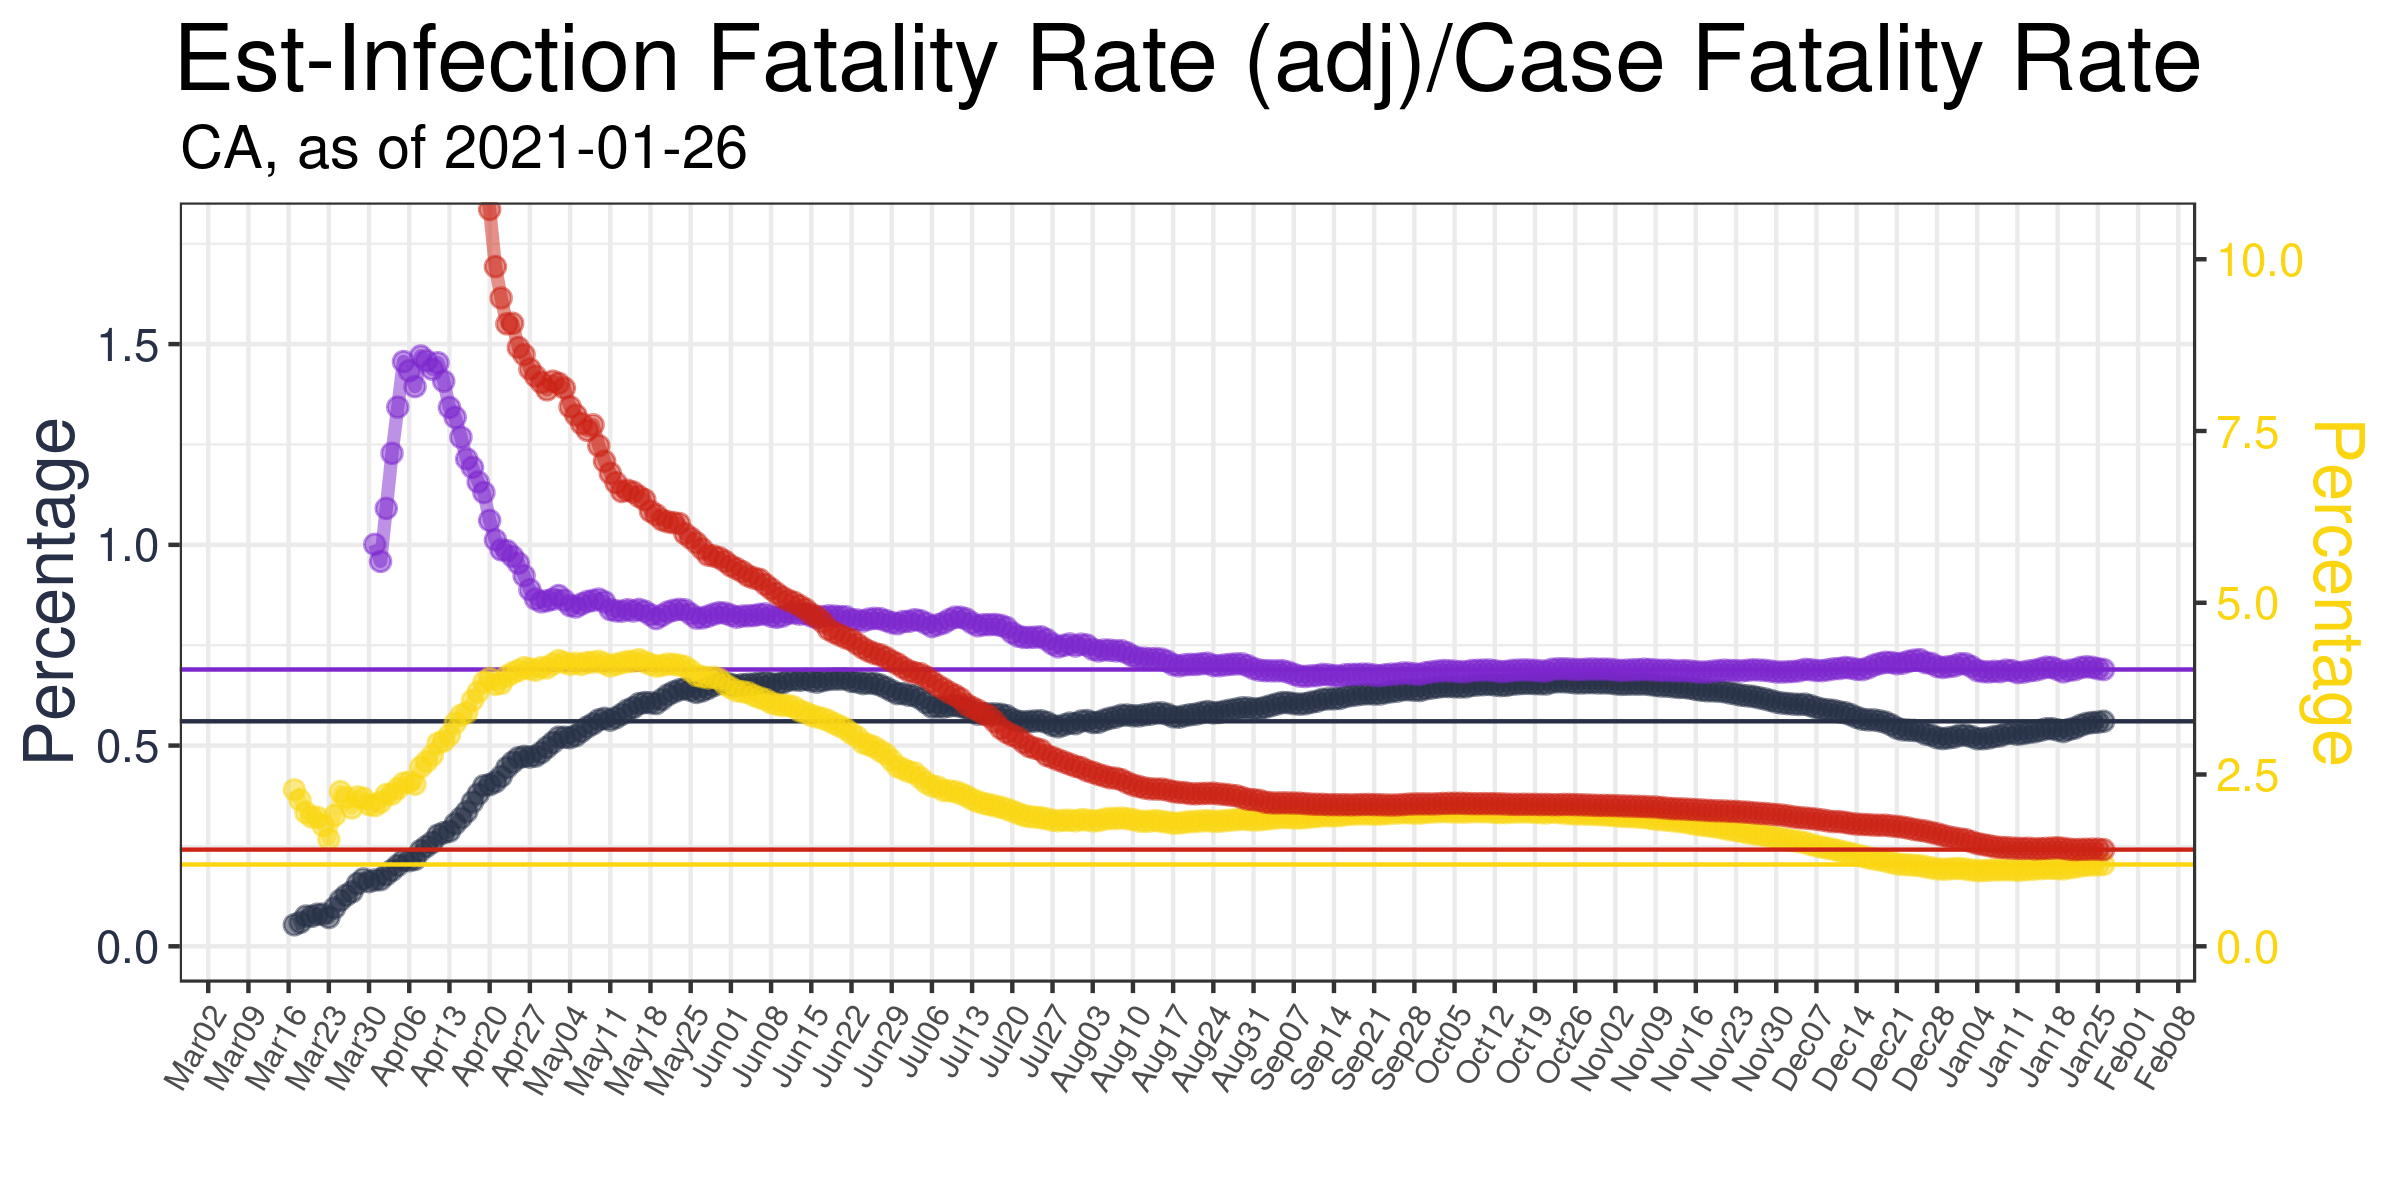 Est-Infection Fatality Rate (adj)/Case Fatality Rate
CA, as of 2021-01-26
Percentage
1.5
1.0
0.5
0.0
10.0
7.5
5.0
2.5
0.0
Percentage
Mar02
Mar09
Mar16
Mar23
Mar30
Apr06
Apr13
Apr20
Apr27
May04
May11
May18
May25
Jun01
Jun08
Jun15
Jun22
Jun29
Jul06
Jul13
Jul20
Jul27
Aug03
Aug10
Aug17
Aug24
Aug31
Sep07
Sep14
Sep21
Sep28
Oct05
Oct12
Oct19
Oct26
Nov02
Nov09
Nov16
Nov23
Nov30
Dec07
Dec14
Dec21
Dec28
Jan04
Jan11
Jan18
Jan25
Feb01
Feb08